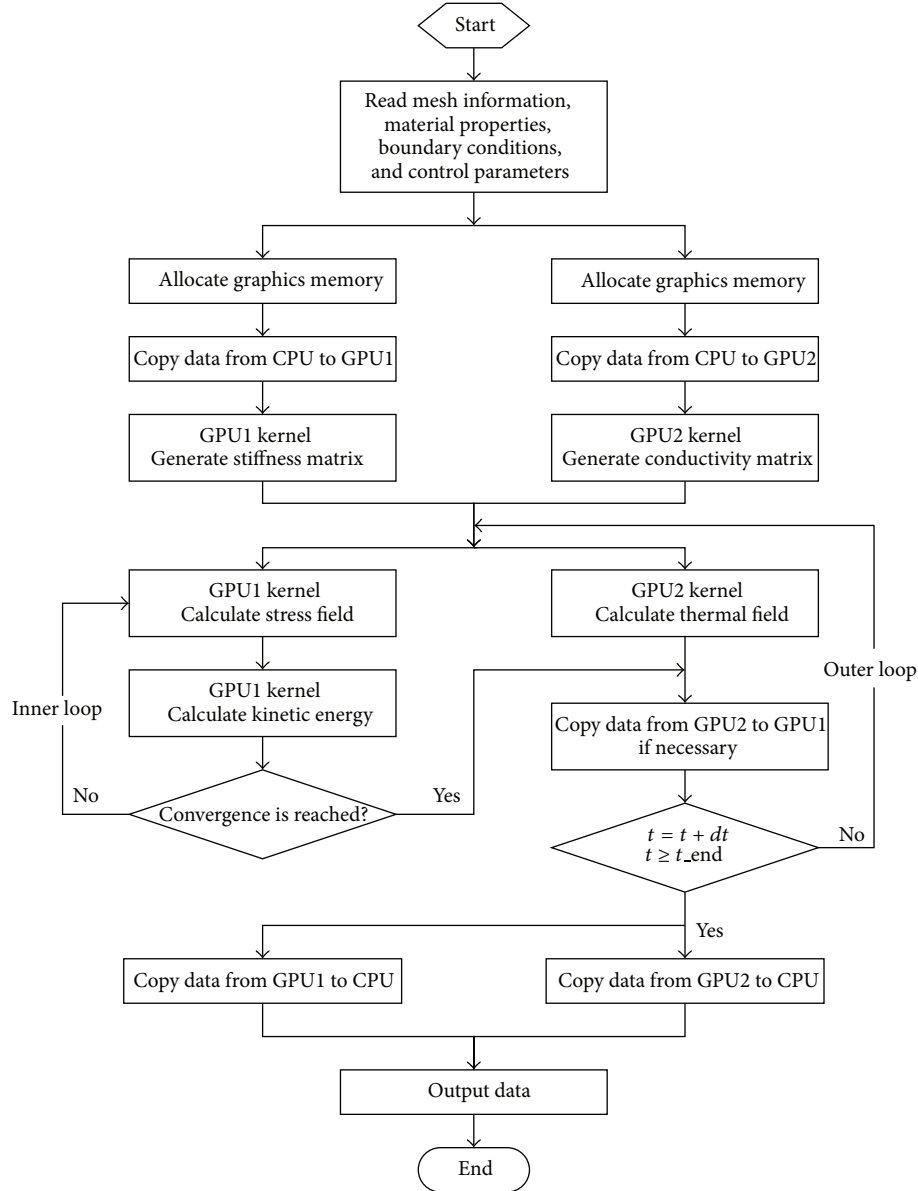 Start
Read mesh information,
material properties,
boundary conditions,
and control parameters
Allocate graphics memory
Allocate graphics memory
Copy data from CPU to GPU1
Copy data from CPU to GPU2
GPU1 kernel
Generate stiffness matrix
GPU2 kernel
Generate conductivity matrix
GPU1 kernel
Calculate stress field
GPU2 kernel
Calculate thermal field
Outer loop
Inner loop
GPU1 kernel
Calculate kinetic energy
Copy data from GPU2 to GPU1
if necessary
No
Convergence is reached?
Yes
t = t + dt
t ≥ t_end
No
Yes
Copy data from GPU1 to CPU
Copy data from GPU2 to CPU
Output data
End